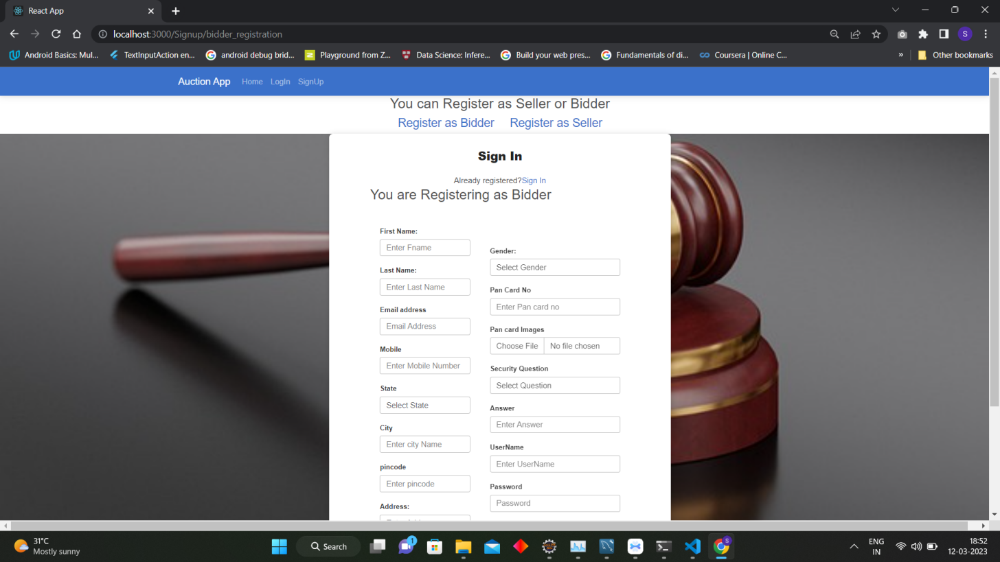 React App
localhost:3000/Signup/bidder_registration
S
Android Basics: Mul...
TextInputAction en...
android debug brid...
Playground from Z...
Data Science: Infere...
Build your web pres...
Fundamentals of di...
Coursera | Online C...
»
Other bookmarks
Auction App Home LogIn SignUp
You can Register as Seller or Bidder
Register as Bidder Register as Seller
Sign In
Already registered?Sign In
You are Registering as Bidder
First Name:
Enter Fname
Last Name:
Enter Last Name
Email address
Email Address
Mobile
Enter Mobile Number
State
Select State
City
Enter city Name
pincode
Enter pincode
Address:
Gender:
Select Gender
Pan Card No
Enter Pan card no
Pan card Images
Choose File No file chosen
Security Question
Select Question
Answer
Enter Answer
UserName
Enter UserName
Password
Password
31°C
Mostly sunny
Search
1
S
ENG
IN
18:52
12-03-2023